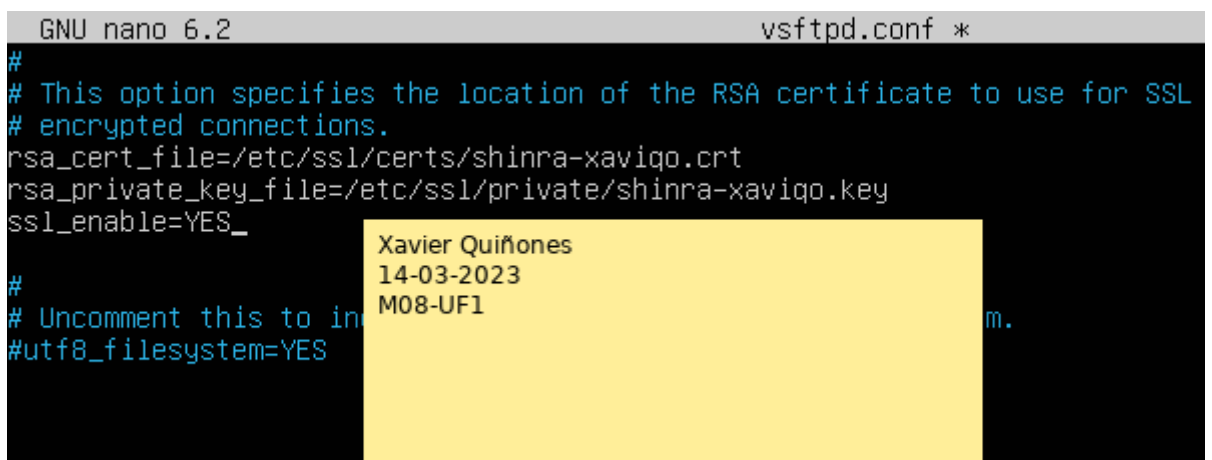 GNU nano 6.2 vsftpd.conf *
#
# This option specifies the location of the RSA certificate to use for SSL
# encrypted connections.
rsa_cert_file=/etc/ssl/certs/shinra-xaviqo.crt
rsa_private_key_file=/etc/ssl/private/shinra-xaviqo.key
ssl_enable=YES_
Xavier Quiñones
14-03-2023
M08-UF1
#
# Uncomment this to in
m.
#utf8_filesystem=YES